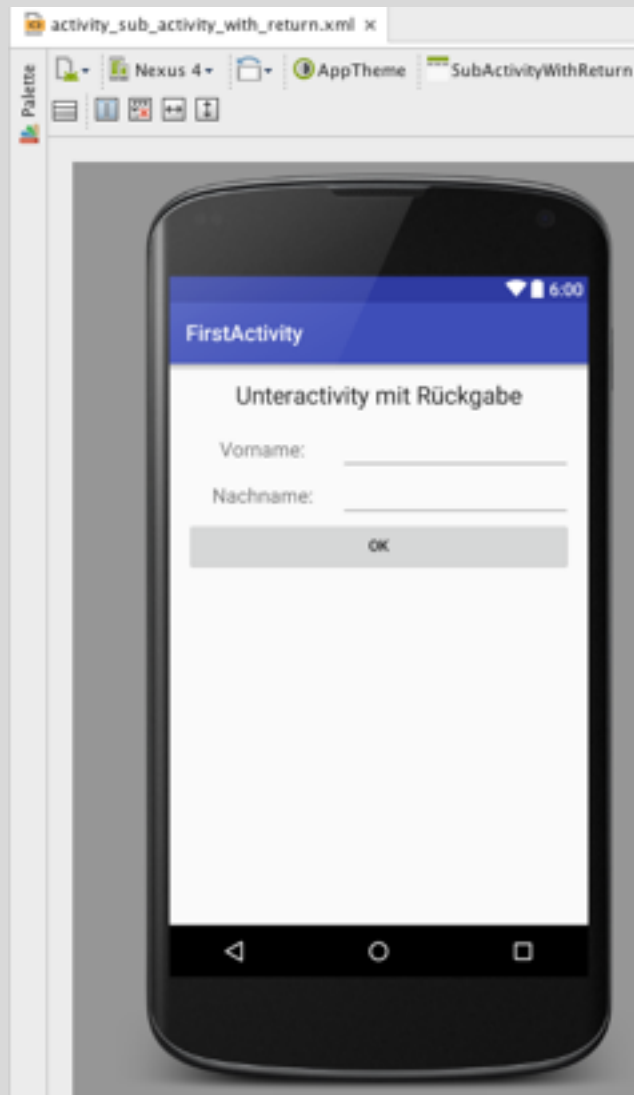 activity_sub_activity_with_return.xml ×
Palette
Nexus 4 AppTheme SubActivityWithReturn
6:00
FirstActivity
Unteractivity mit Rückgabe
Vorname:
Nachname:
OK